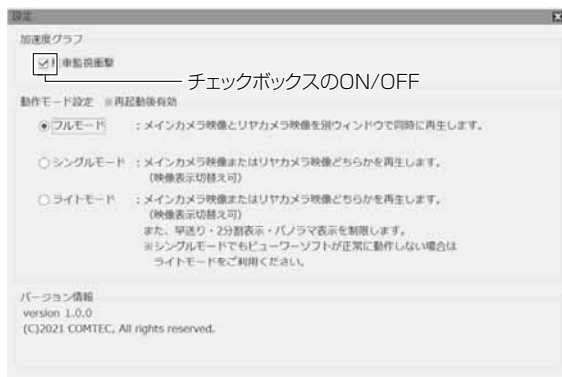 設定
加速度グラフ
車監視衝撃
チェックボックスのON/OFF
動作モード設定 ※再起動後有効
フルモード ：メインカメラ映像とリヤカメラ映像を別ウィンドウで同時に再生します。
シングルモード ：メインカメラ映像またはリヤカメラ映像どちらかを再生します。
（映像表示切替え可）
ライトモード ：メインカメラ映像またはリヤカメラ映像どちらかを再生します。
（映像表示切替え可）
また、早送り・2分割表示・パノラマ表示を制限します。
※シングルモードでもビューワーソフトが正常に動作しない場合は
ライトモードをご利用ください。
バージョン情報
version 1.0.0
(C)2021 COMTEC, All rights reserved.